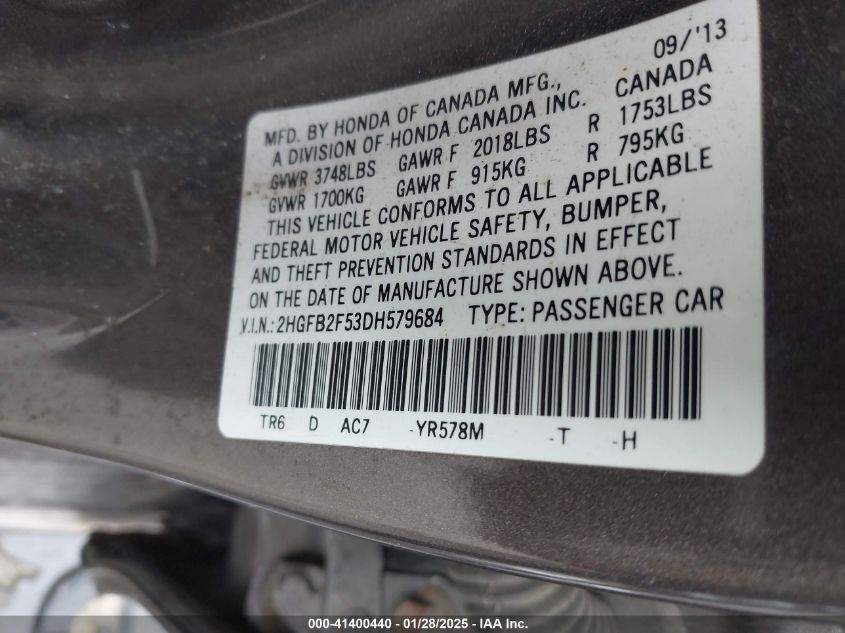 09/'13
MFD. BY HONDA OF CANADA MFG.,
A DIVISION OF HONDA CANADA INC. CANADA
GVWR 3748LBS GAWR F 2018LBS R 1753LBS
GVWR 1700KG GAWR F 915KG R 795KG
THIS VEHICLE CONFORMS TO ALL APPLICABLE
FEDERAL MOTOR VEHICLE SAFETY, BUMPER,
AND THEFT PREVENTION STANDARDS IN EFFECT
ON THE DATE OF MANUFACTURE SHOWN ABOVE.
V.I.N.: 2HGFB2F53DH579684 TYPE: PASSENGER CAR
TR6 D AC7 -YR578M -T -H
000-41400440 - 01/28/2025 - IAA Inc.